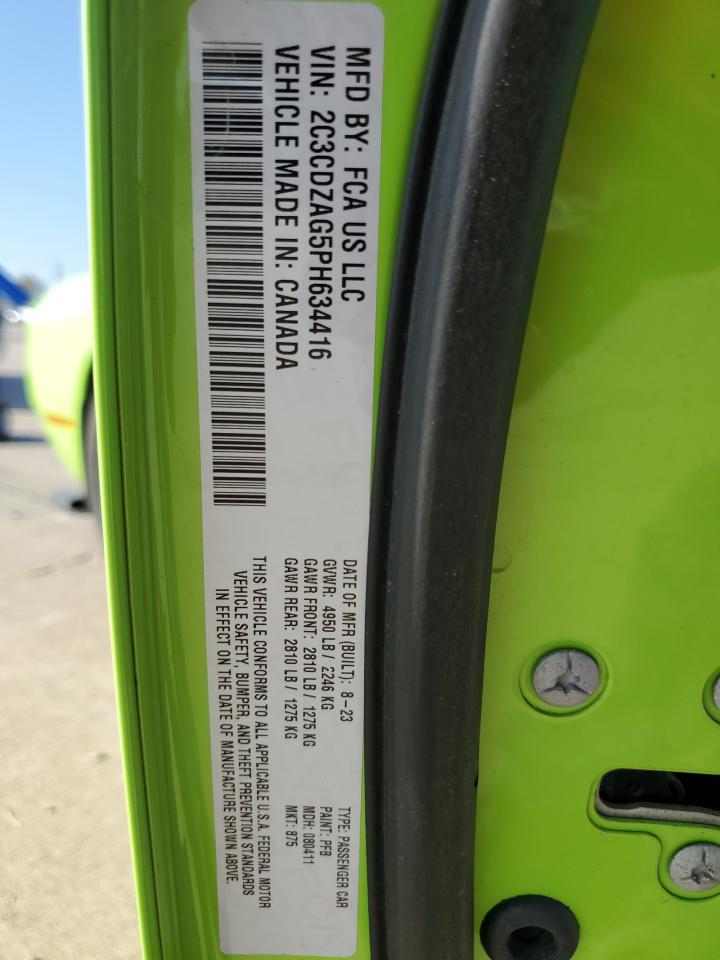 MFD BY: FCA US LLC
VIN: 2C3CDZAG5PH634416
VEHICLE MADE IN: CANADA
DATE OF MFR (BUILT): 8-23
GVWR: 4950 LB / 2246 KG
GAWR FRONT: 2810 LB / 1275 KG
GAWR REAR: 2810 LB / 1275 KG
TYPE: PASSENGER CAR
PAINT: PFB
MDH: 080411
MKT: 875
THIS VEHICLE CONFORMS TO ALL APPLICABLE U.S.A. FEDERAL MOTOR
VEHICLE SAFETY, BUMPER, AND THEFT PREVENTION STANDARDS
IN EFFECT ON THE DATE OF MANUFACTURE SHOWN ABOVE.